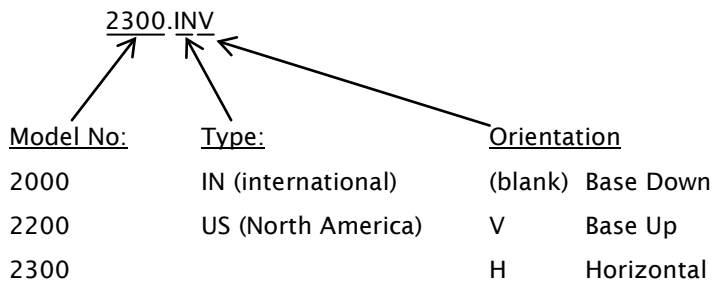 2300.INV
Model No: Type: Orientation
2000 IN (international) (blank) Base Down
2200 US (North America) V Base Up
2300 H Horizontal